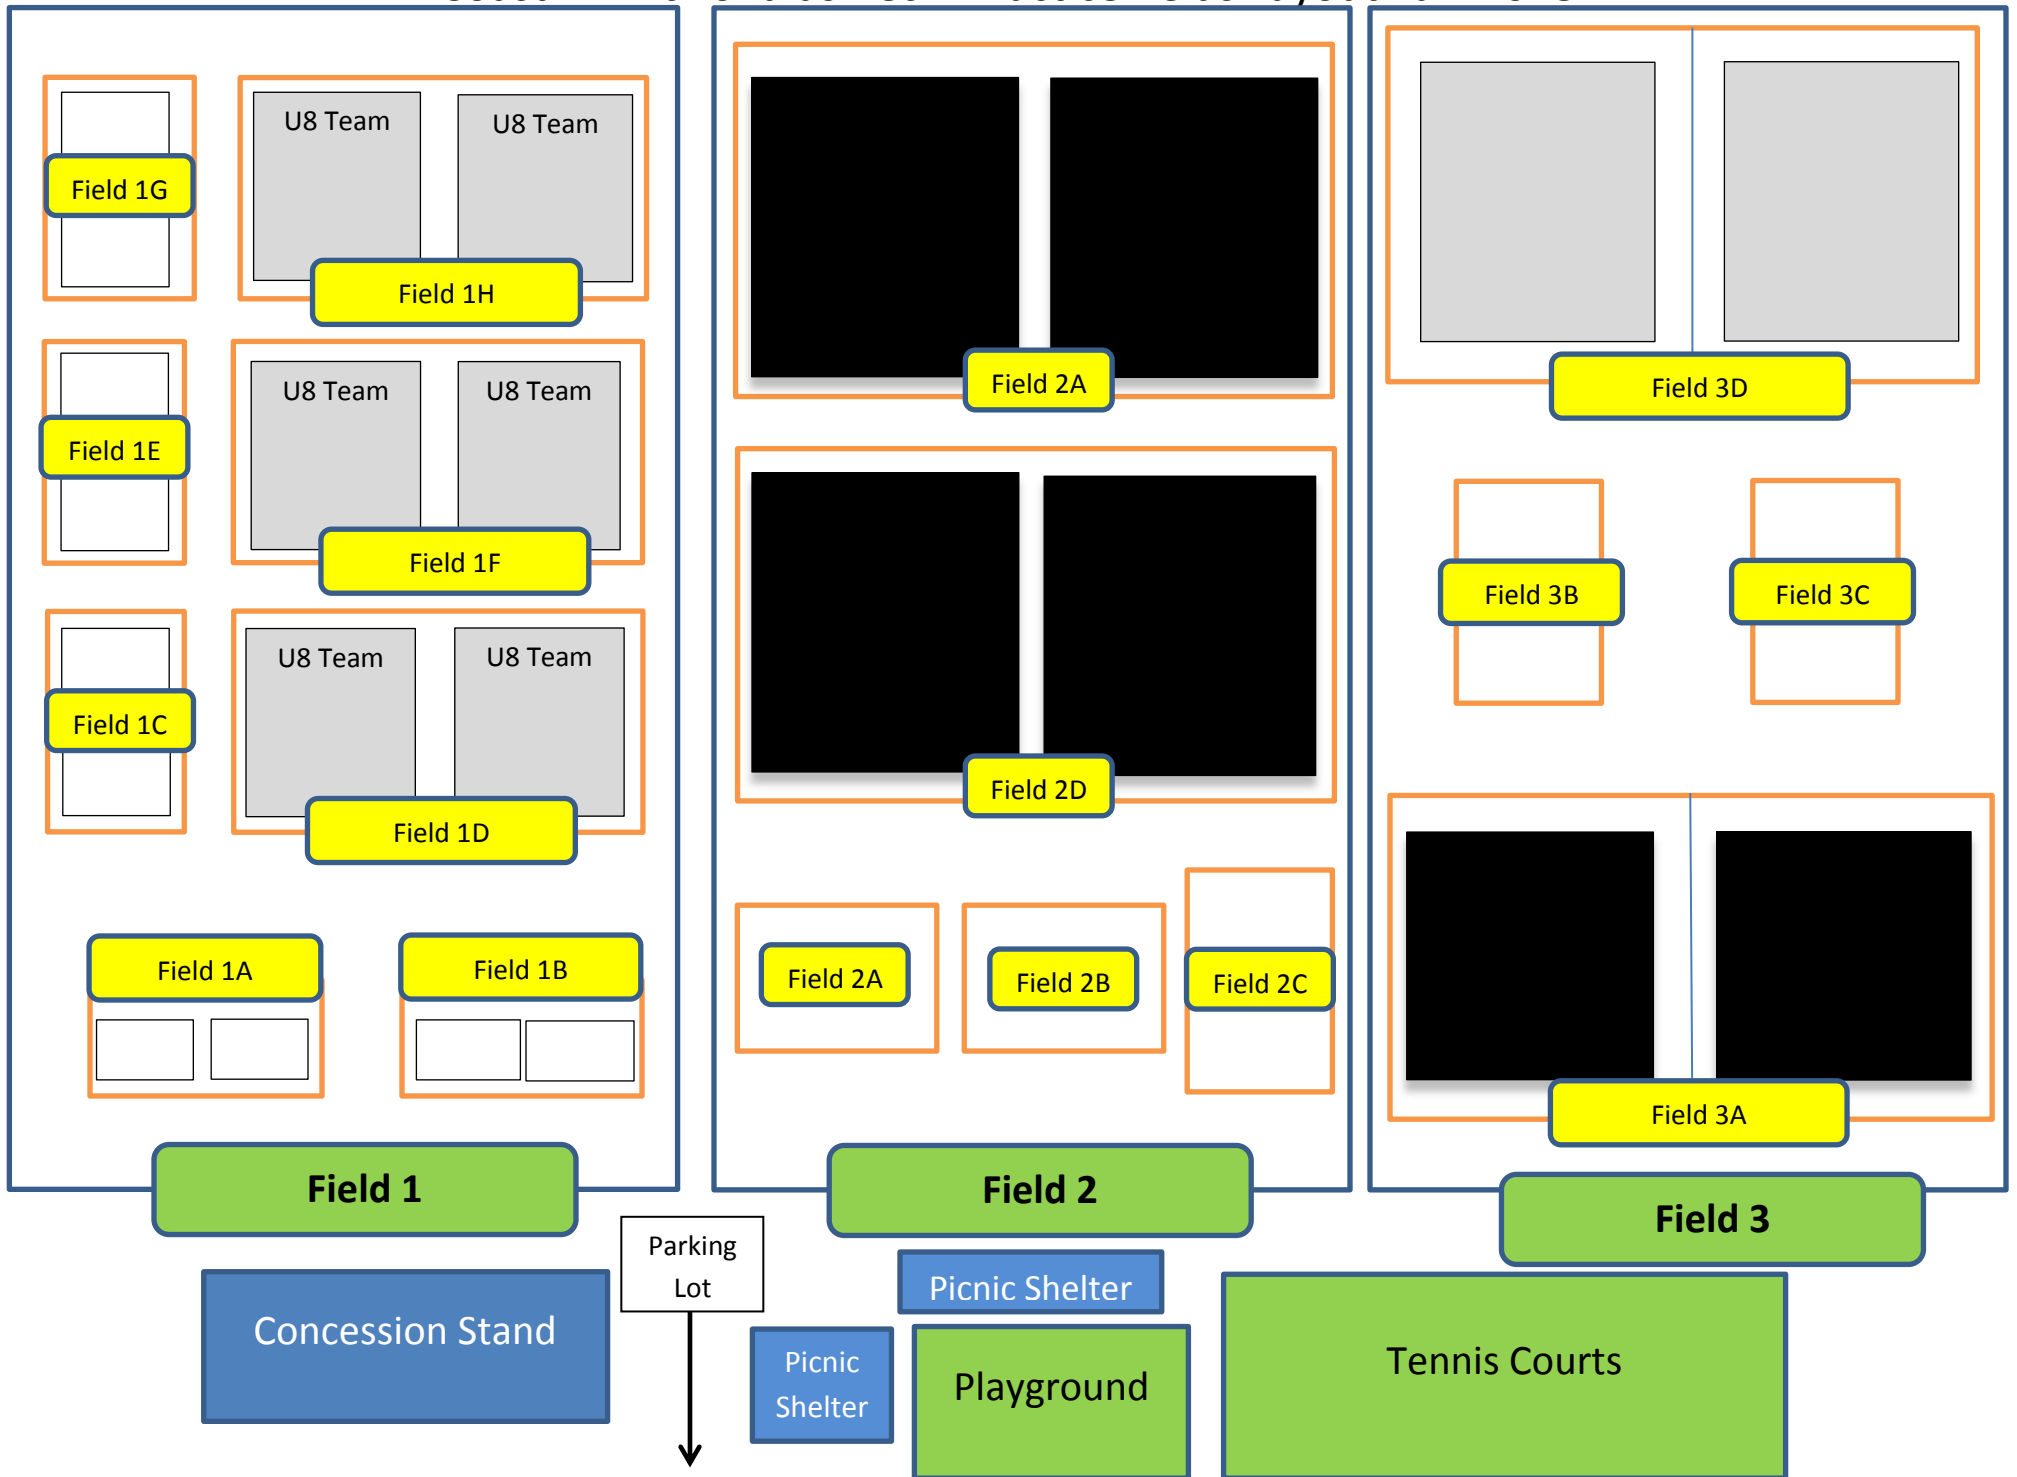 U8 Team
U8 Team
Field 1G
Field 1H
U8 Team
U8 Team
Field 1E
Field 1F
U8 Team
U8 Team
Field 1C
Field 1D
Field 1A
Field 1B
Field 1
Field 2A
Field 2D
Field 2A
Field 2B
Field 2C
Field 2
Field 3D
Field 3B
Field 3C
Field 3A
Field 3
Parking
Lot
Concession Stand
Picnic Shelter
Picnic
Shelter
Playground
Tennis Courts